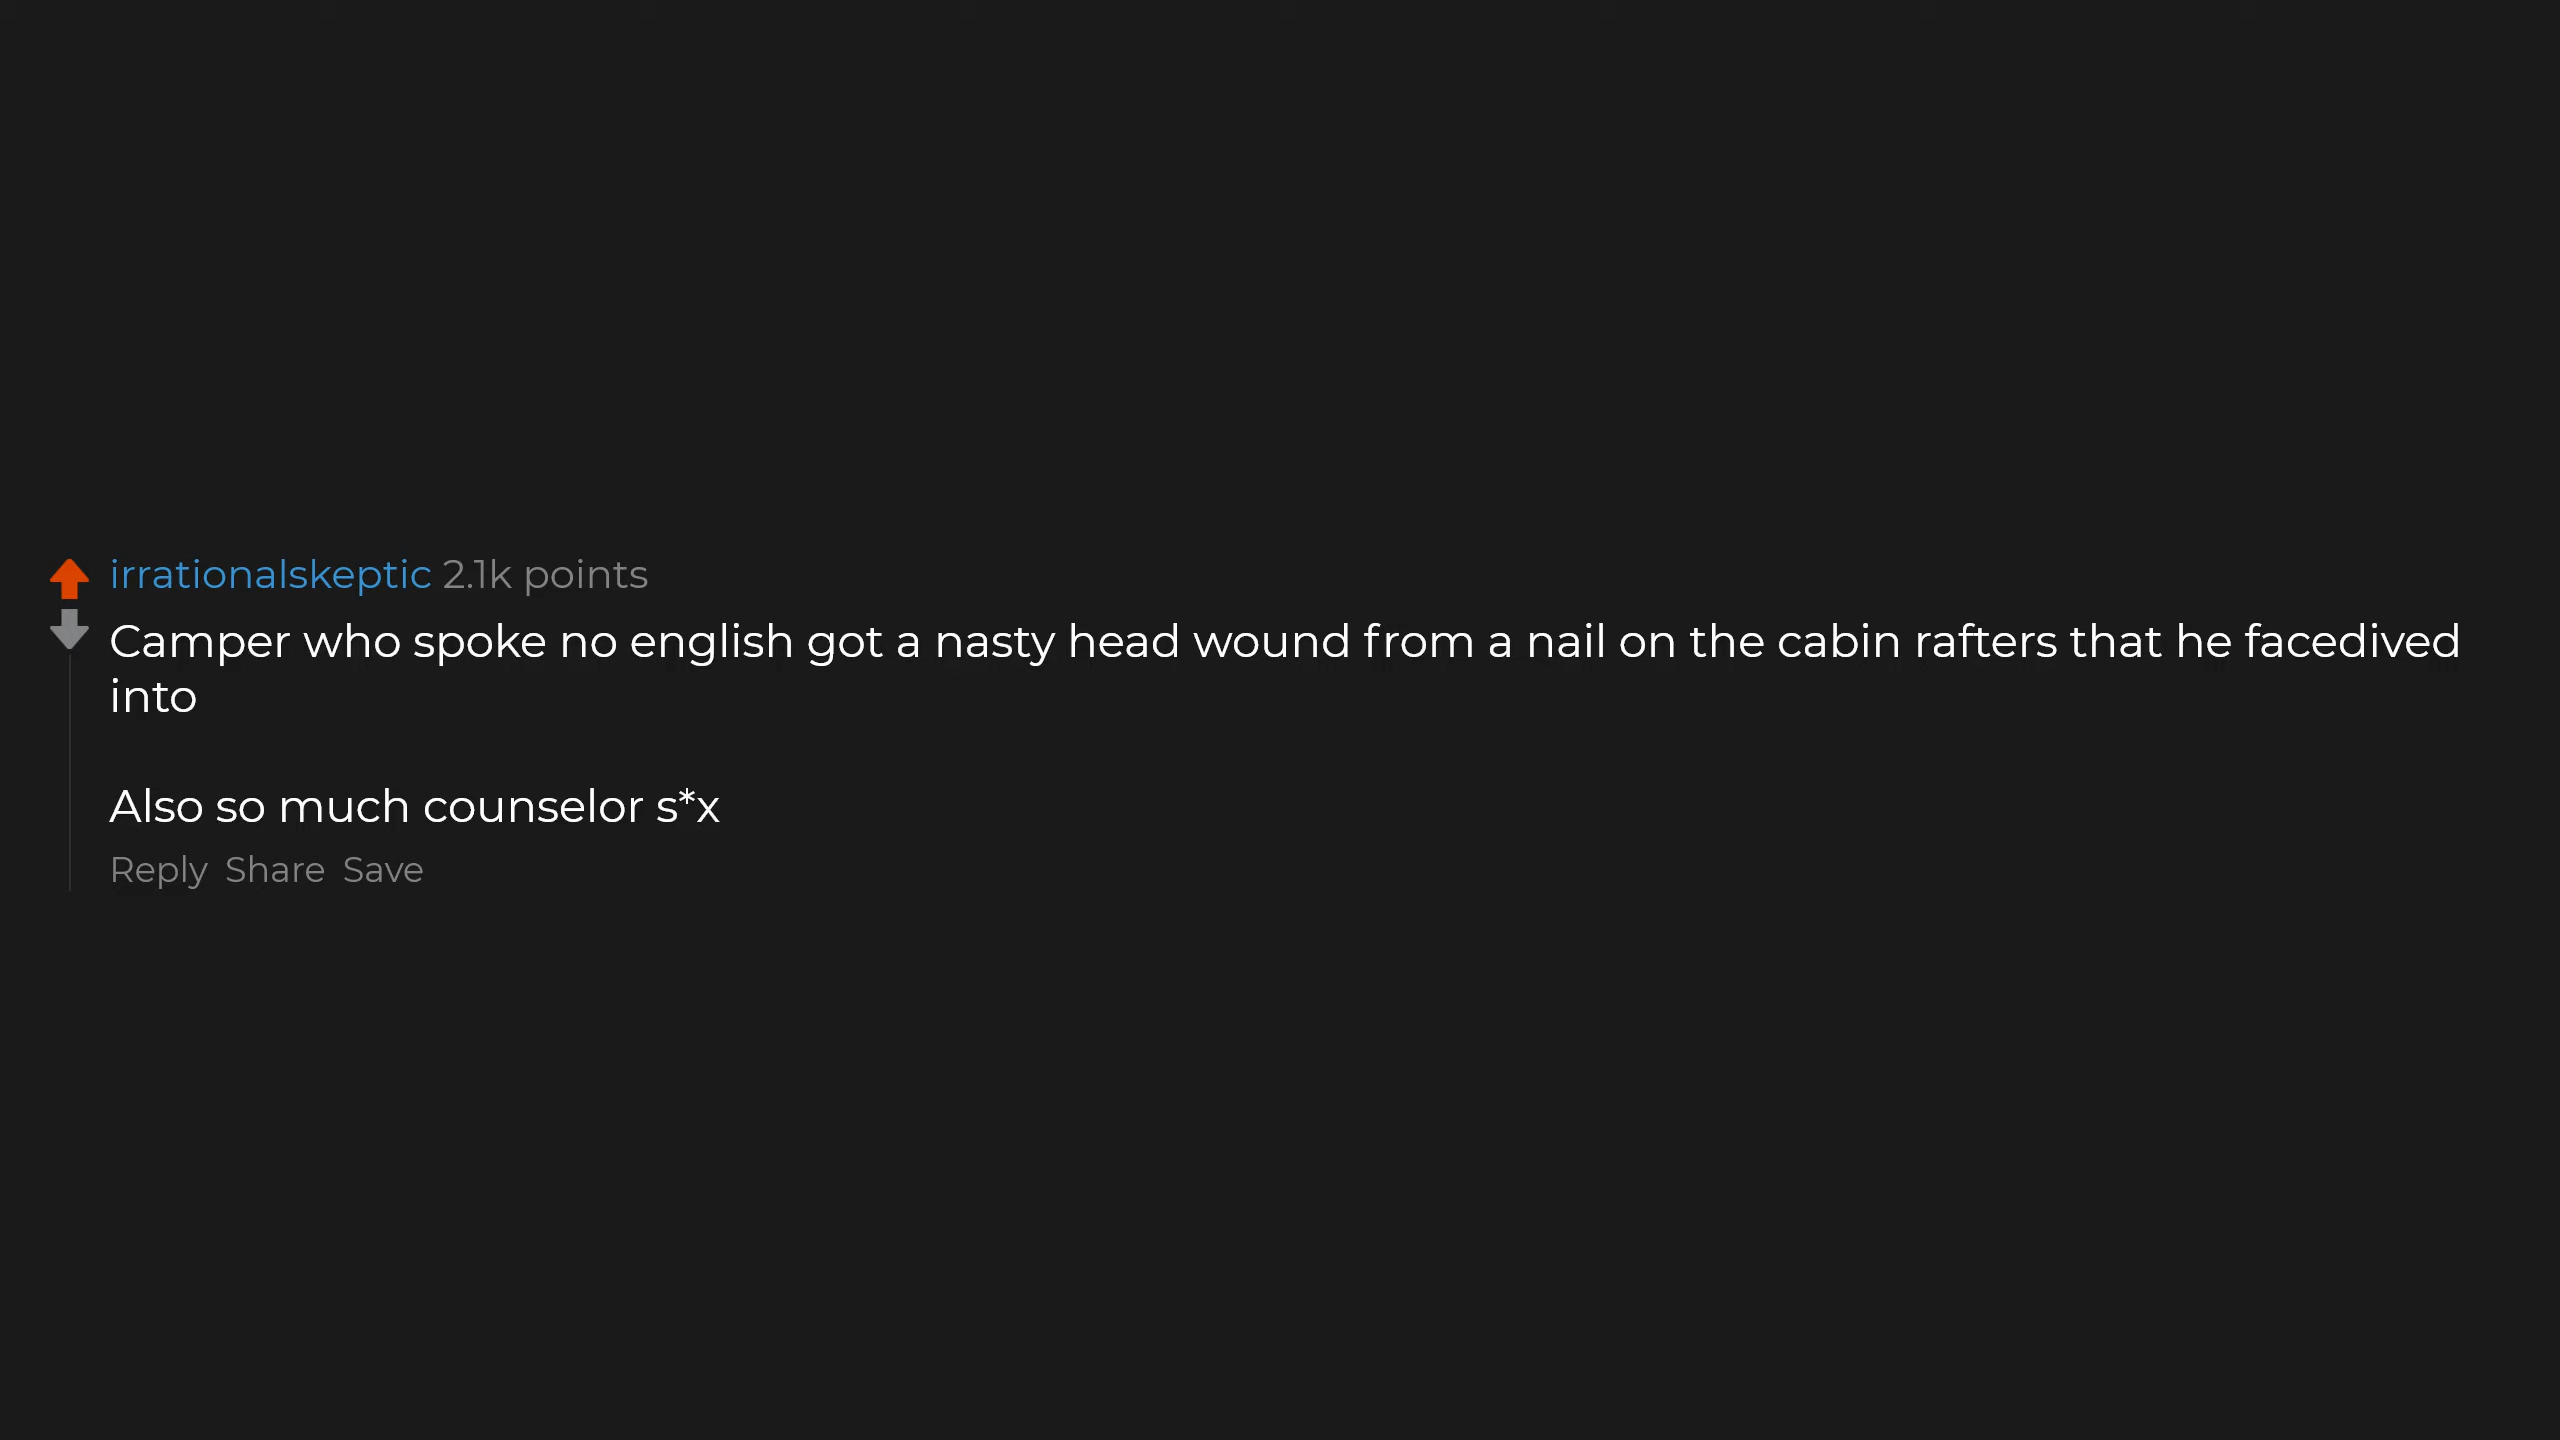 irrationalskeptic 2.1k points
Camper who spoke no english got a nasty head wound from a nail on the cabin rafters that he facedived
into
Also so much counselor s*x
Reply Share Save